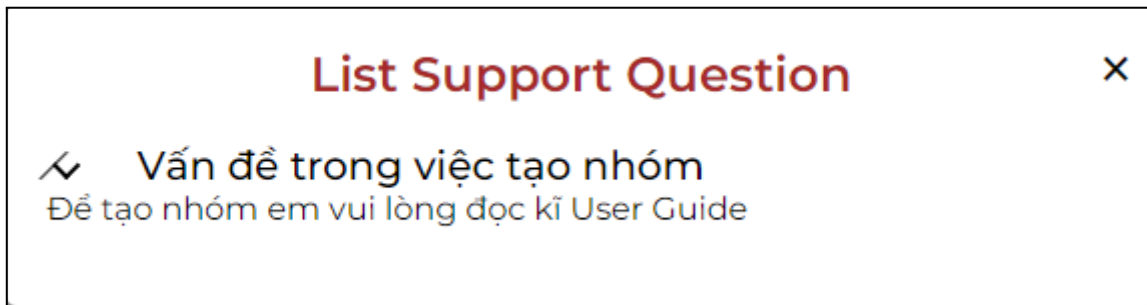 List Support Question
Vấn đề trong việc tạo nhóm
Để tạo nhóm em vui lòng đọc kĩ User Guide